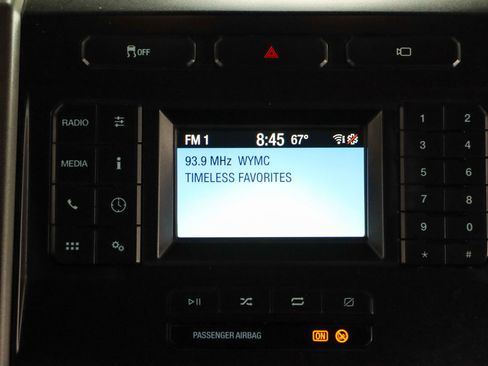 OFF
RADIO
MEDIA
FM 1 8:45 67°
93.9 MHz WYMC
TIMELESS FAVORITES
1 2
3 4
5 6
7 8
9 0
* #
PASSENGER AIRBAG ON